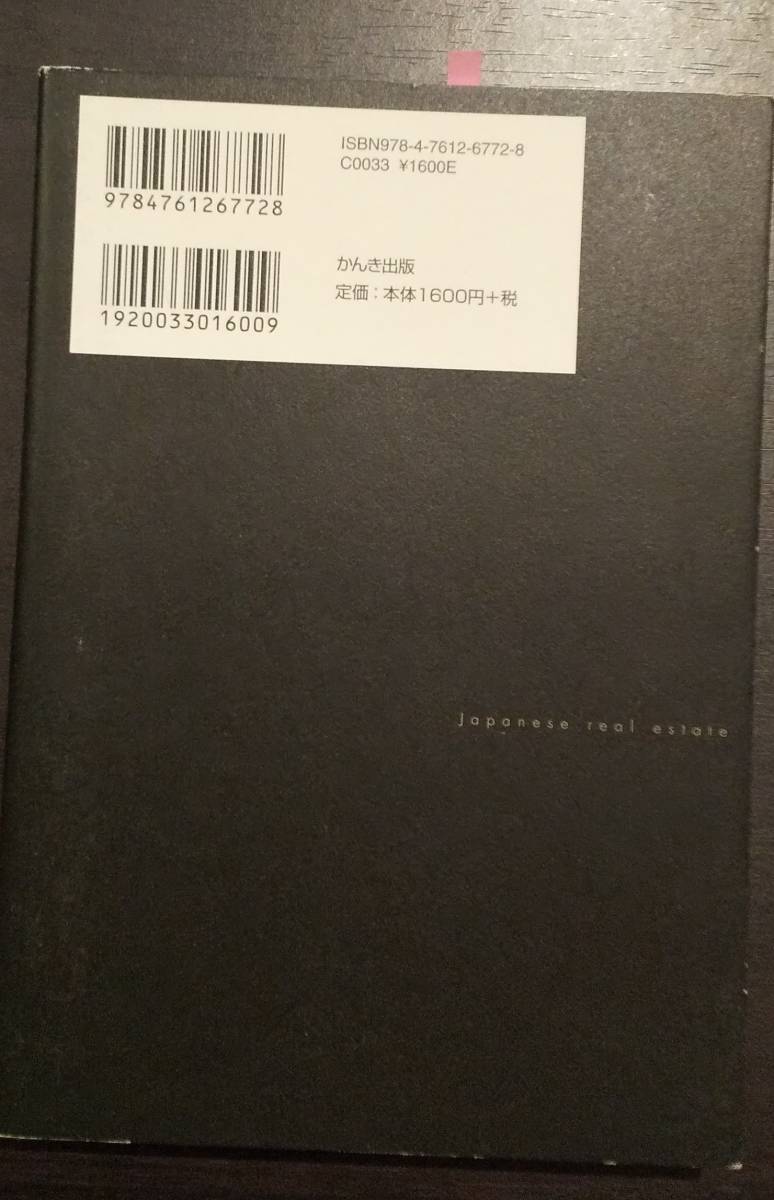 ISBN978-4-7612-6772-8
C0033 ¥1600E
9784761267728
かんき出版
定価：本体1600円+税
1920033016009
Japanese real estate